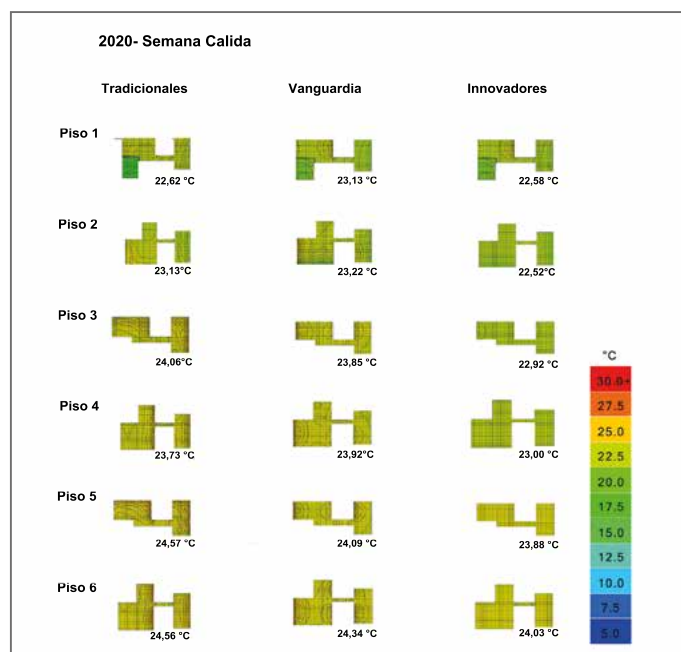 2020- Semana Calida
Tradicionales Vanguardia Innovadores
Piso 1
22,62 °C 23,13 °C 22,58 °C
Piso 2
23,13°C 23,22 °C 22,52°C
Piso 3
24,06°C 23,85 °C 22,92 °C
Piso 4
23,73 °C 23,92°C 23,00 °C
Piso 5
24,57 °C 24,09 °C 23,88 °C
Piso 6
24,56 °C 24,34 °C 24,03 °C
°C
30.0+
27.5
25.0
22.5
20.0
17.5
15.0
12.5
10.0
7.5
5.0